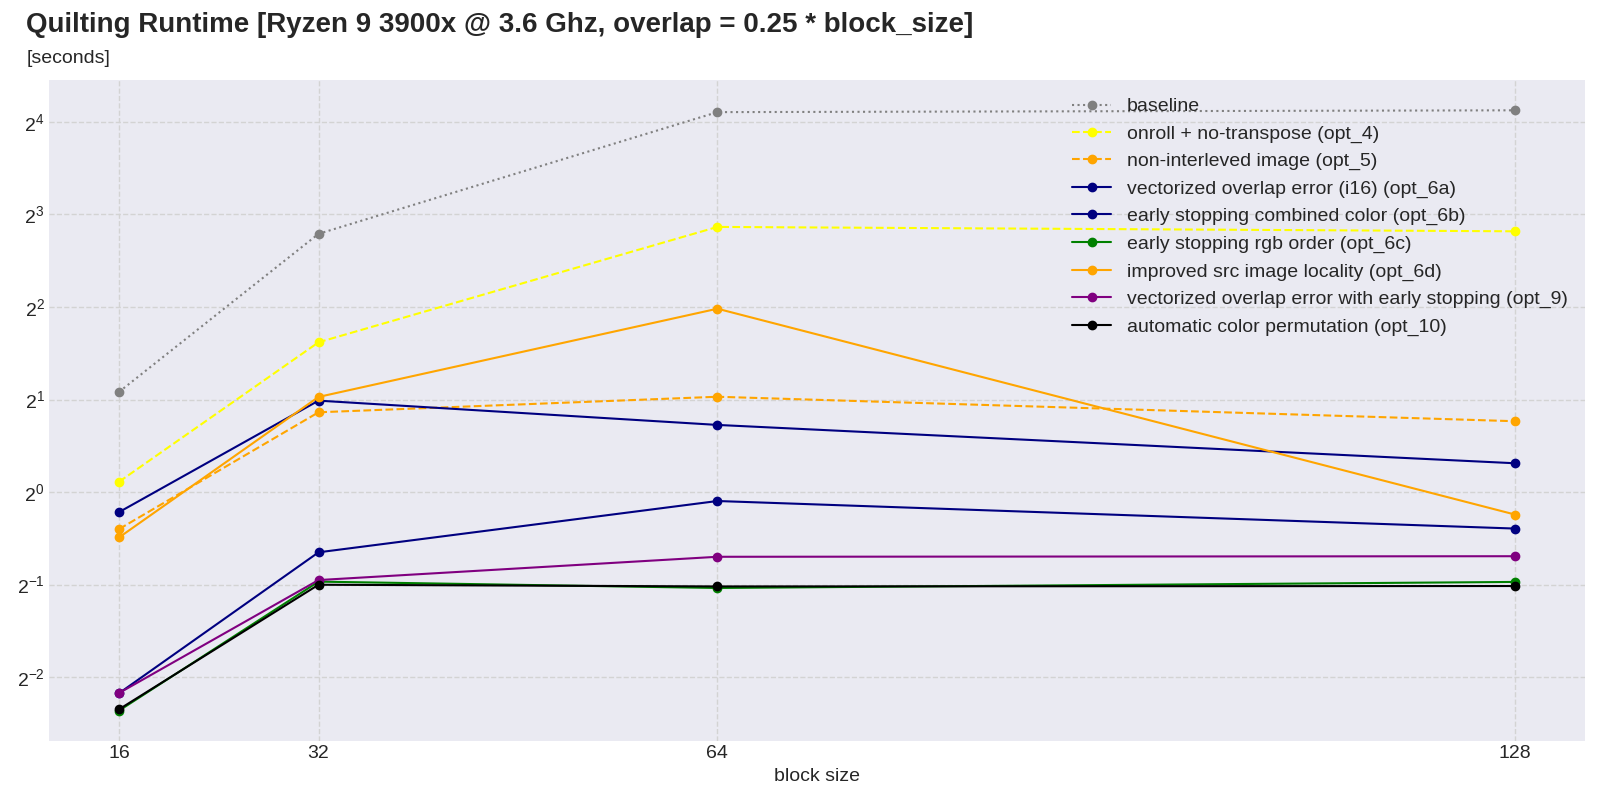 Quilting Runtime [Ryzen 9 3900x @ 3.6 Ghz, overlap = 0.25 * block_size]
[seconds]
baseline
onroll + no-transpose (opt_4)
non-interleved image (opt_5)
vectorized overlap error (i16) (opt_6a)
early stopping combined color (opt_6b)
early stopping rgb order (opt_6c)
improved src image locality (opt_6d)
vectorized overlap error with early stopping (opt_9)
automatic color permutation (opt_10)
2⁴
2³
2²
2¹
2⁰
2⁻¹
2⁻²
16 32 64 128
block size